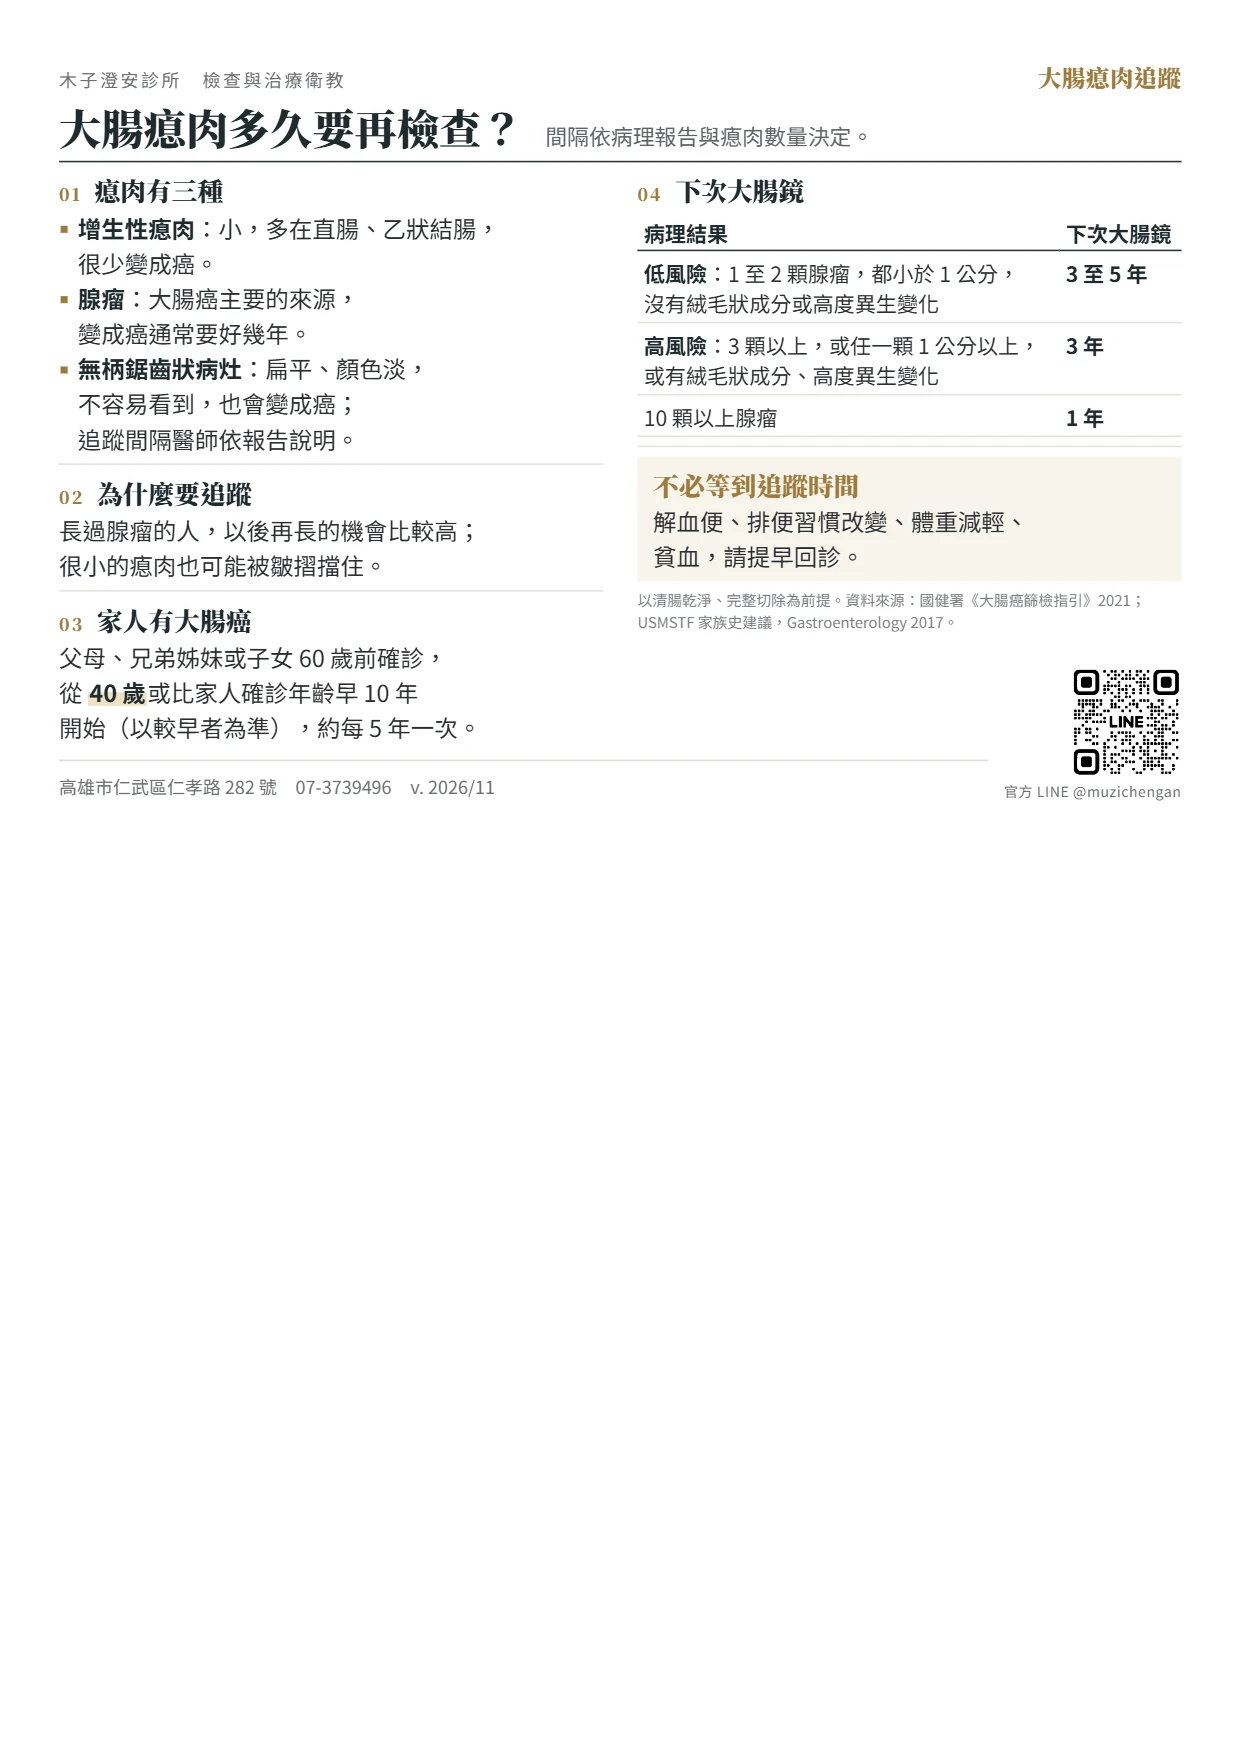 木子澄安診所　檢查與治療衛教
大腸瘜肉追蹤
大腸瘜肉多久要再檢查？
間隔依病理報告與瘜肉數量決定。
01 瘜肉有三種
▪ 增生性瘜肉：小，多在直腸、乙狀結腸，
很少變成癌。
▪ 腺瘤：大腸癌主要的來源，
變成癌通常要好幾年。
▪ 無柄鋸齒狀病灶：扁平、顏色淡，
不容易看到，也會變成癌；
追蹤間隔醫師依報告說明。
02 為什麼要追蹤
長過腺瘤的人，以後再長的機會比較高；
很小的瘜肉也可能被皺摺擋住。
03 家人有大腸癌
父母、兄弟姊妹或子女 60 歲前確診，
從 40 歲或比家人確診年齡早 10 年
開始（以較早者為準），約每 5 年一次。
04 下次大腸鏡
病理結果 下次大腸鏡
低風險：1 至 2 顆腺瘤，都小於 1 公分， 3 至 5 年
沒有絨毛狀成分或高度異生變化
高風險：3 顆以上，或任一顆 1 公分以上， 3 年
或有絨毛狀成分、高度異生變化
10 顆以上腺瘤 1 年
不必等到追蹤時間
解血便、排便習慣改變、體重減輕、
貧血，請提早回診。
以清腸乾淨、完整切除為前提。資料來源：國健署《大腸癌篩檢指引》2021；
USMSTF 家族史建議，Gastroenterology 2017。
LINE
高雄市仁武區仁孝路 282 號　07-3739496　v. 2026/11
官方 LINE @muzichengan